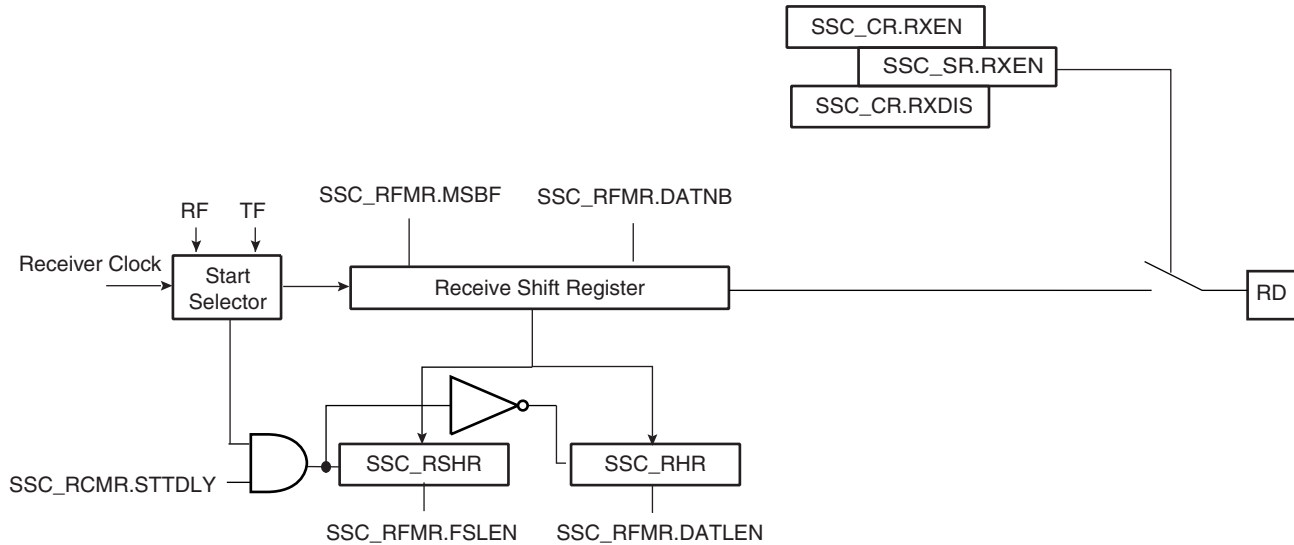 SSC_CR.RXEN
SSC_SR.RXEN
SSC_CR.RXDIS
SSC_RFMR.MSBF
SSC_RFMR.DATNB
RF
TF
Receiver Clock
Start
Selector
Receive Shift Register
RD
SSC_RSHR
SSC_RHR
SSC_RCMR.STTDLY
SSC_RFMR.FSLEN
SSC_RFMR.DATLEN